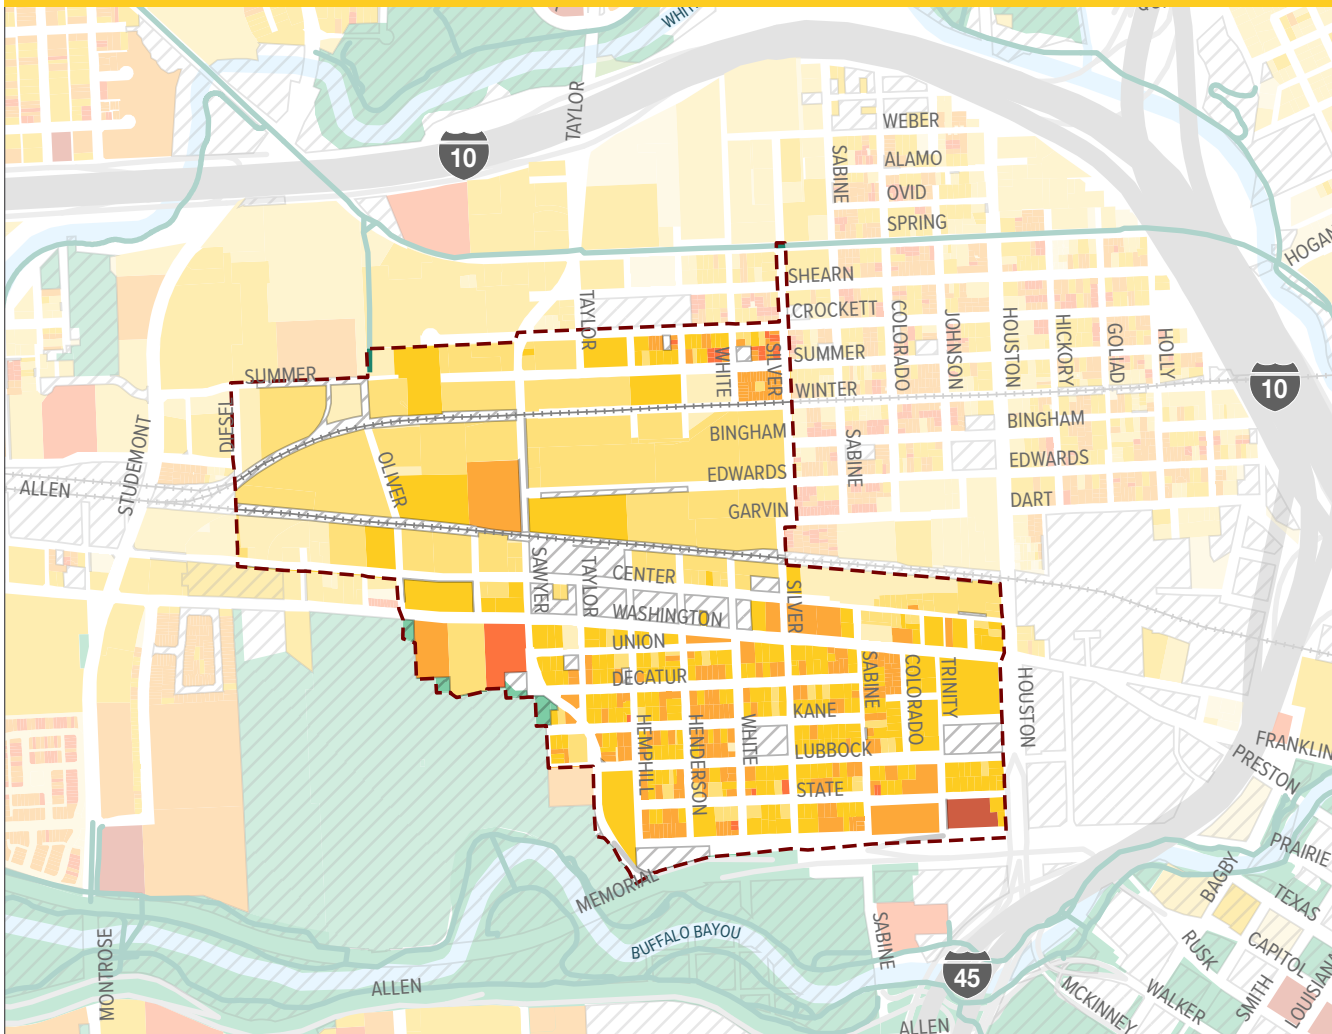 WHIT
TAYLOR
10
WEBER
SABINE
ALAMO
OVID
SPRING
HOGAN
SHEARN
CROCKETT
TAYLOR
COLORADO
JOHNSON
HOUSTON
HICKORY
GOLIAD
HOLLY
SUMMER
WHITE
SILVER
SUMMER
WINTER
10
DIESEL
STUDEMONT
BINGHAM
BINGHAM
SABINE
OLIVER
EDWARDS
EDWARDS
ALLEN
GARVIN
DART
SAWYER
TAYLOR
CENTER
SILVER
WASHINGTON
UNION
DECATUR
SABINE
COLORADO
TRINITY
HOUSTON
KANE
HEMPHILL
HENDERSON
WHITE
LUBBOCK
STATE
FRANKLIN
PRESTON
PRAIRIE
MEMORIAL
BAGBY
TEXAS
BUFFALO BAYOU
SABINE
CAPITOL
RUSK
MONTROSE
45
ALLEN
MCKINNEY
WALKER
SMITH
LOUISIANA
ALLEN